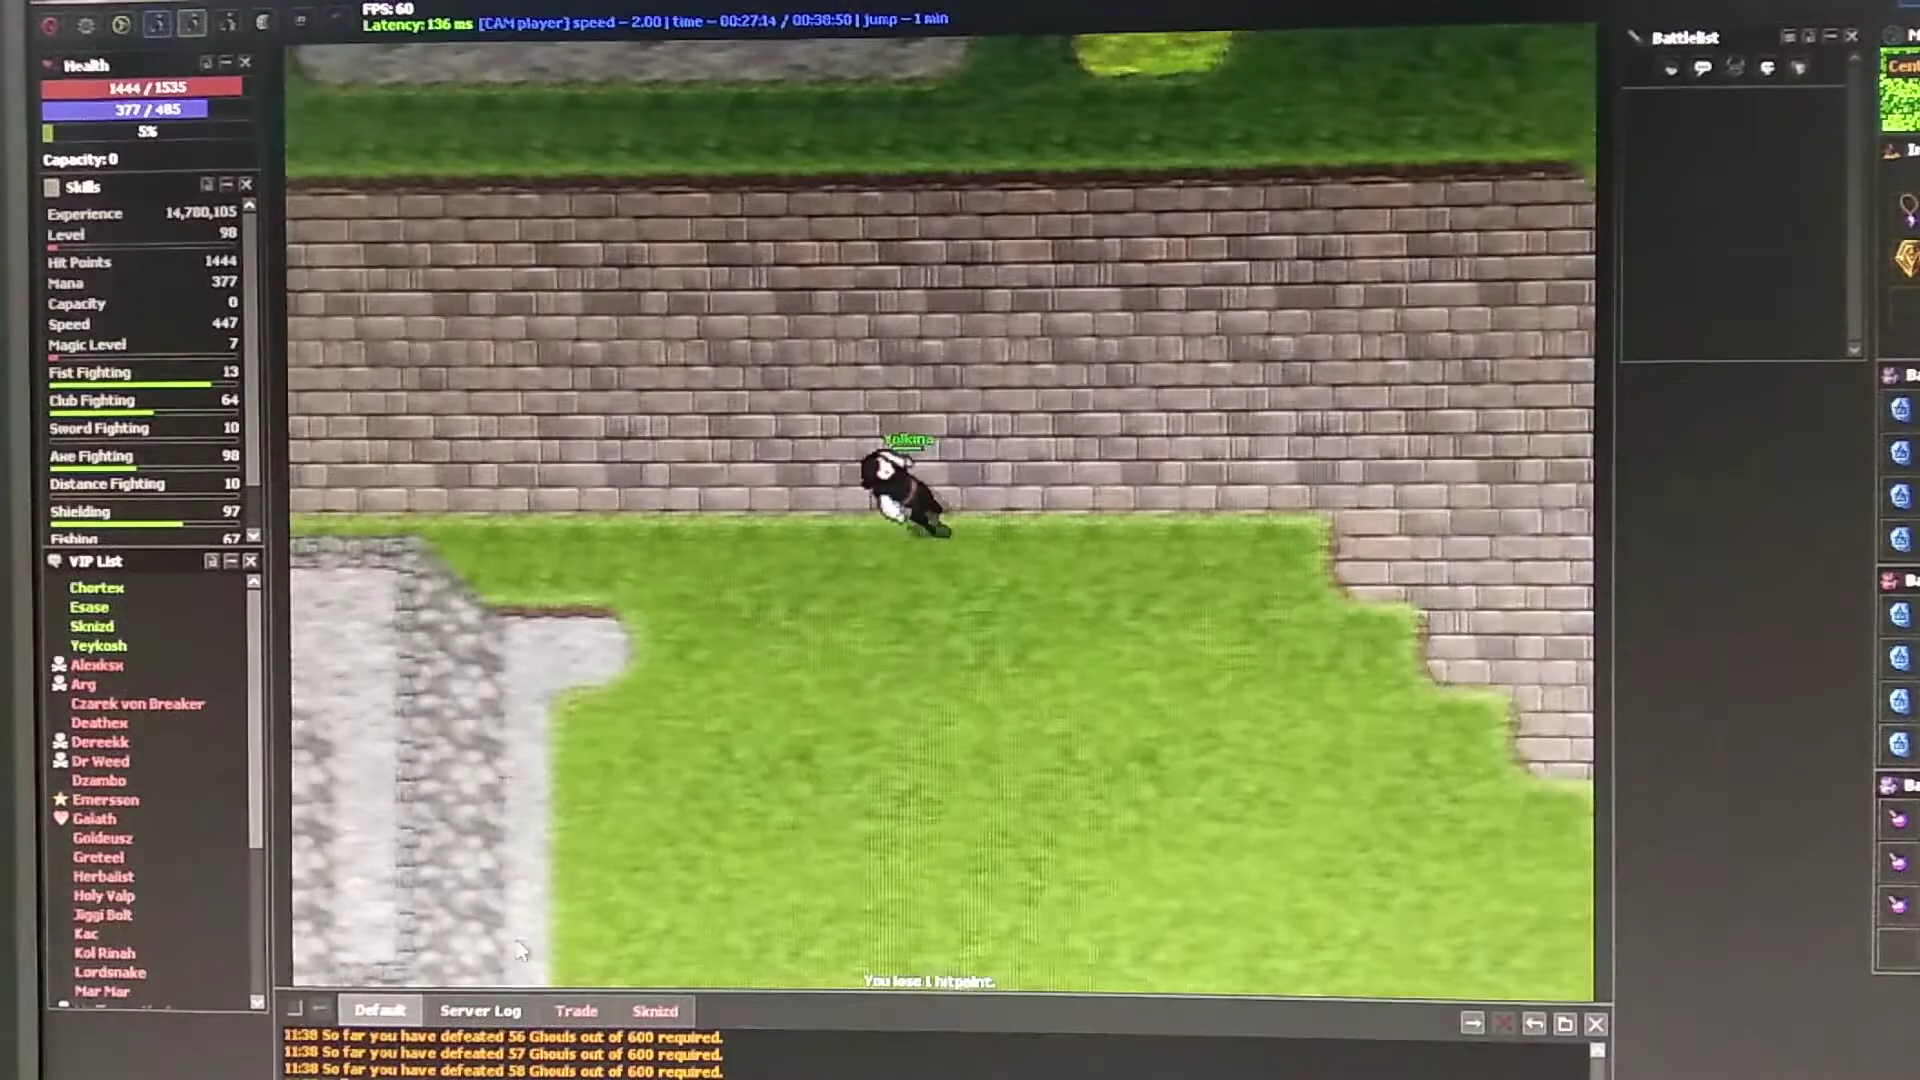 FPS: 60
Latency: 136 ms [CAM player] speed - 2.00 | time - 00:27:14 / 00:38:50 | jump - 1 min
Health
1444 / 1535
377 / 485
5%
Capacity: 0
Skills
Experience 14,780,105
Level 98
Hit Points 1444
Mana 377
Capacity 0
Speed 447
Magic Level 7
Fist Fighting 13
Club Fighting 64
Sword Fighting 10
Axe Fighting 98
Distance Fighting 10
Shielding 97
Fishing 67
VIP List
Chortex
Esase
Sknizd
Yeykosh
Alexksx
Arg
Czarek von Breaker
Deathex
Dereekk
Dr Weed
Dzambo
Emersson
Galath
Goldeusz
Greteel
Herbalist
Holy Valp
Jiggi Bolt
Kac
Kol Rinah
Lordsnake
Mar Mar
Yolkina
You lose 1 hitpoint.
Battlelist
Cent
Default Server Log Trade Sknizd
11:38 So far you have defeated 56 Ghouls out of 600 required.
11:38 So far you have defeated 57 Ghouls out of 600 required.
11:38 So far you have defeated 58 Ghouls out of 600 required.